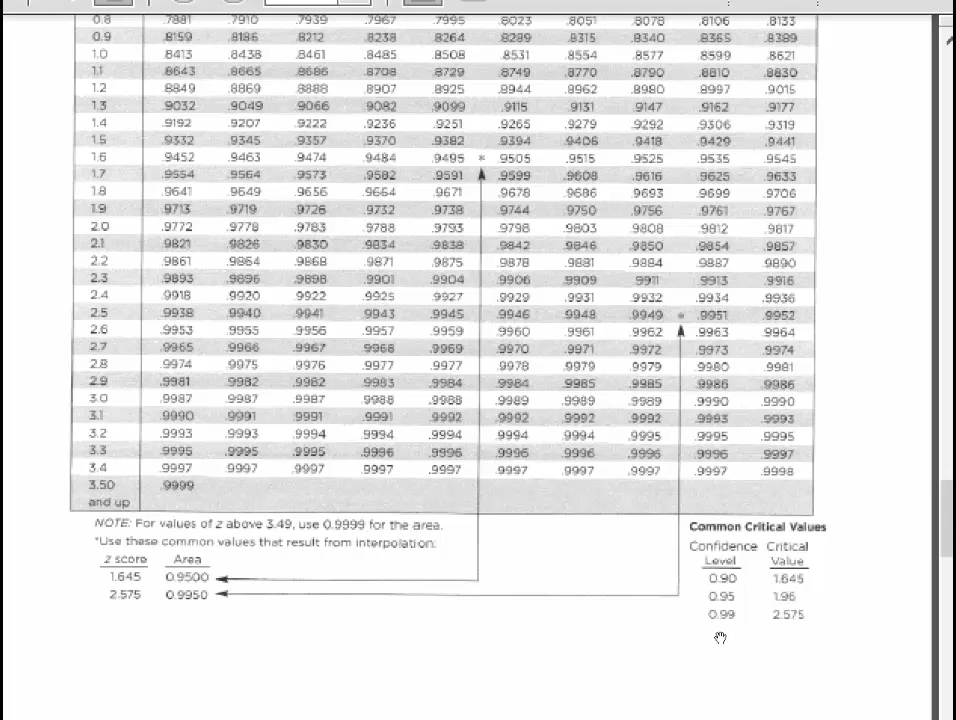 0.8 .7881 .7910 .7939 .7967 .7995 .8023 .8051 .8078 .8106 .8133
0.9 .8159 .8186 .8212 .8238 .8264 .8289 .8315 .8340 .8365 .8389
1.0 .8413 .8438 .8461 .8485 .8508 .8531 .8554 .8577 .8599 .8621
1.1 .8643 .8665 .8686 .8708 .8729 .8749 .8770 .8790 .8810 .8830
1.2 .8849 .8869 .8888 .8907 .8925 .8944 .8962 .8980 .8997 .9015
1.3 .9032 .9049 .9066 .9082 .9099 .9115 .9131 .9147 .9162 .9177
1.4 .9192 .9207 .9222 .9236 .9251 .9265 .9279 .9292 .9306 .9319
1.5 .9332 .9345 .9357 .9370 .9382 .9394 .9406 .9418 .9429 .9441
1.6 .9452 .9463 .9474 .9484 .9495 * .9505 .9515 .9525 .9535 .9545
1.7 .9554 .9564 .9573 .9582 .9591 .9599 .9608 .9616 .9625 .9633
1.8 .9641 .9649 .9656 .9664 .9671 .9678 .9686 .9693 .9699 .9706
1.9 .9713 .9719 .9726 .9732 .9738 .9744 .9750 .9756 .9761 .9767
2.0 .9772 .9778 .9783 .9788 .9793 .9798 .9803 .9808 .9812 .9817
2.1 .9821 .9826 .9830 .9834 .9838 .9842 .9846 .9850 .9854 .9857
2.2 .9861 .9864 .9868 .9871 .9875 .9878 .9881 .9884 .9887 .9890
2.3 .9893 .9896 .9898 .9901 .9904 .9906 .9909 .9911 .9913 .9916
2.4 .9918 .9920 .9922 .9925 .9927 .9929 .9931 .9932 .9934 .9936
2.5 .9938 .9940 .9941 .9943 .9945 .9946 .9948 .9949 * .9951 .9952
2.6 .9953 .9955 .9956 .9957 .9959 .9960 .9961 .9962 .9963 .9964
2.7 .9965 .9966 .9967 .9968 .9969 .9970 .9971 .9972 .9973 .9974
2.8 .9974 .9975 .9976 .9977 .9977 .9978 .9979 .9979 .9980 .9981
2.9 .9981 .9982 .9982 .9983 .9984 .9984 .9985 .9985 .9986 .9986
3.0 .9987 .9987 .9987 .9988 .9988 .9989 .9989 .9989 .9990 .9990
3.1 .9990 .9991 .9991 .9991 .9992 .9992 .9992 .9992 .9993 .9993
3.2 .9993 .9993 .9994 .9994 .9994 .9994 .9994 .9995 .9995 .9995
3.3 .9995 .9995 .9995 .9996 .9996 .9996 .9996 .9996 .9996 .9997
3.4 .9997 .9997 .9997 .9997 .9997 .9997 .9997 .9997 .9997 .9998
3.50 .9999
and up
NOTE: For values of z above 3.49, use 0.9999 for the area.
*Use these common values that result from interpolation:
z score Area
1.645 0.9500
2.575 0.9950
Common Critical Values
Confidence Critical
Level Value
0.90 1.645
0.95 1.96
0.99 2.575